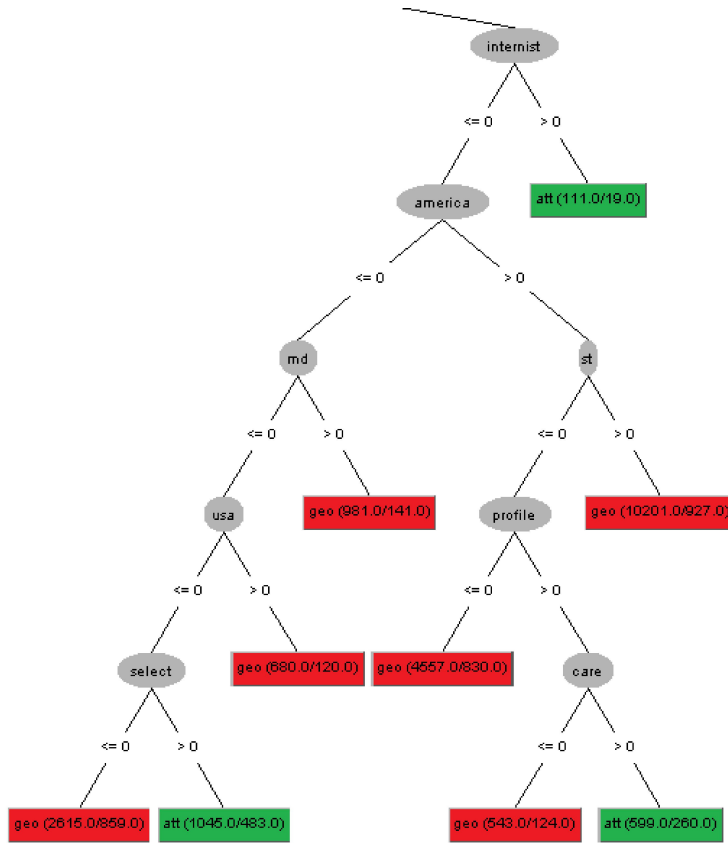 internist
<= 0
> 0
america
att (111.0/19.0)
<= 0
> 0
md
st
<= 0
> 0
<= 0
> 0
usa
geo (981.0/141.0)
profile
geo (10201.0/927.0)
<= 0
> 0
<= 0
> 0
select
geo (680.0/120.0)
geo (4557.0/830.0)
care
<= 0
> 0
<= 0
> 0
geo (2615.0/859.0)
att (1045.0/483.0)
geo (543.0/124.0)
att (599.0/260.0)